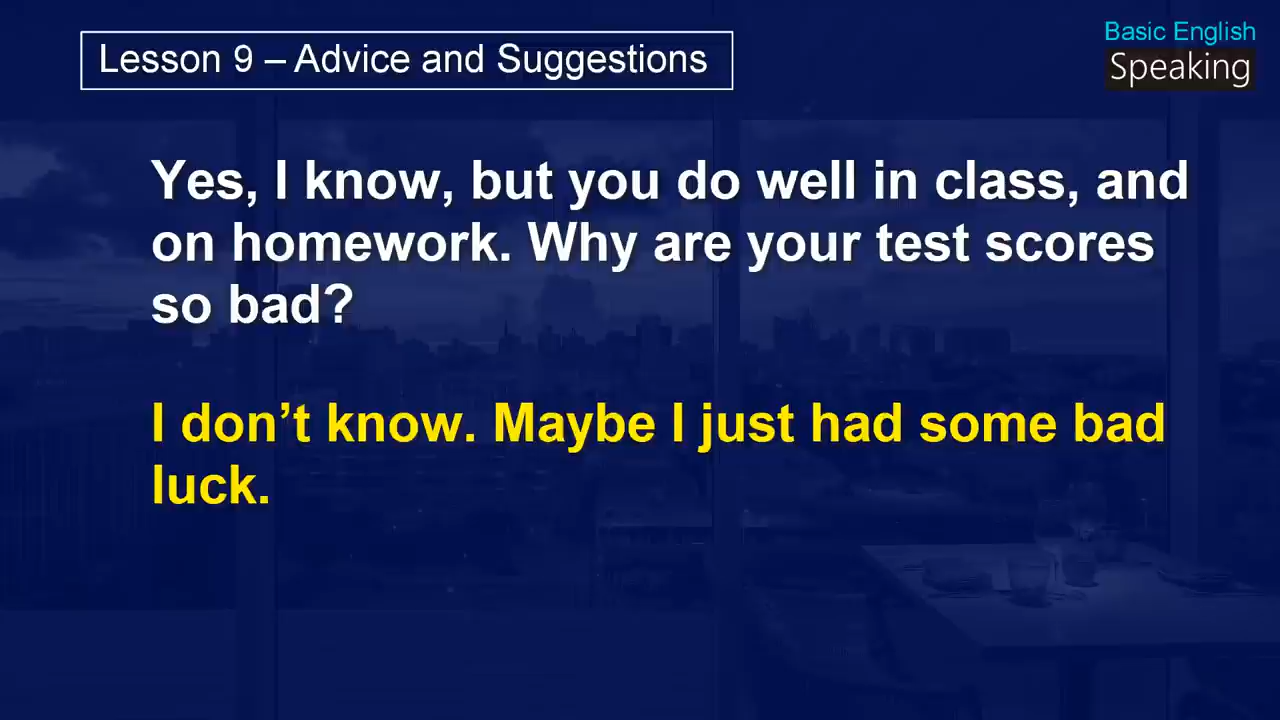 Lesson 9 – Advice and Suggestions
Basic English
Speaking
Yes, I know, but you do well in class, and
on homework. Why are your test scores
so bad?
I don’t know. Maybe I just had some bad
luck.